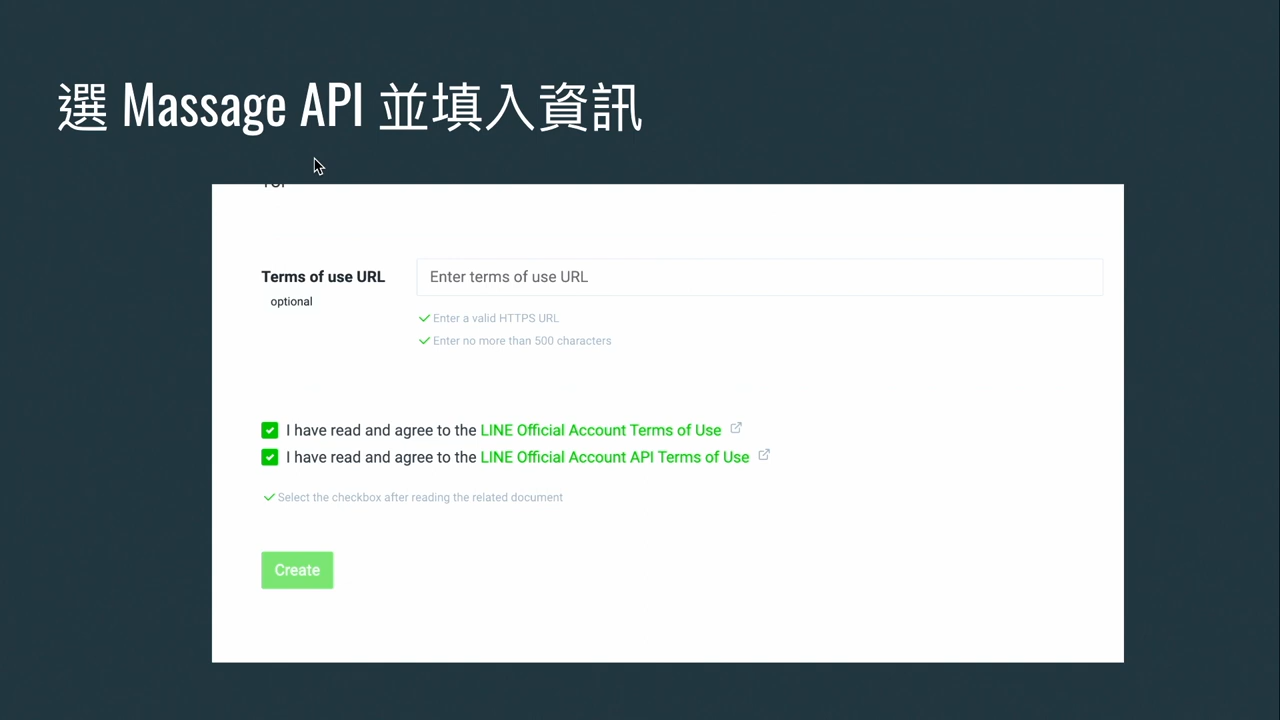 選 Massage API 並填入資訊
Terms of use URL
Enter terms of use URL
optional
Enter a valid HTTPS URL
Enter no more than 500 characters
I have read and agree to the LINE Official Account Terms of Use
I have read and agree to the LINE Official Account API Terms of Use
Select the checkbox after reading the related document
Create